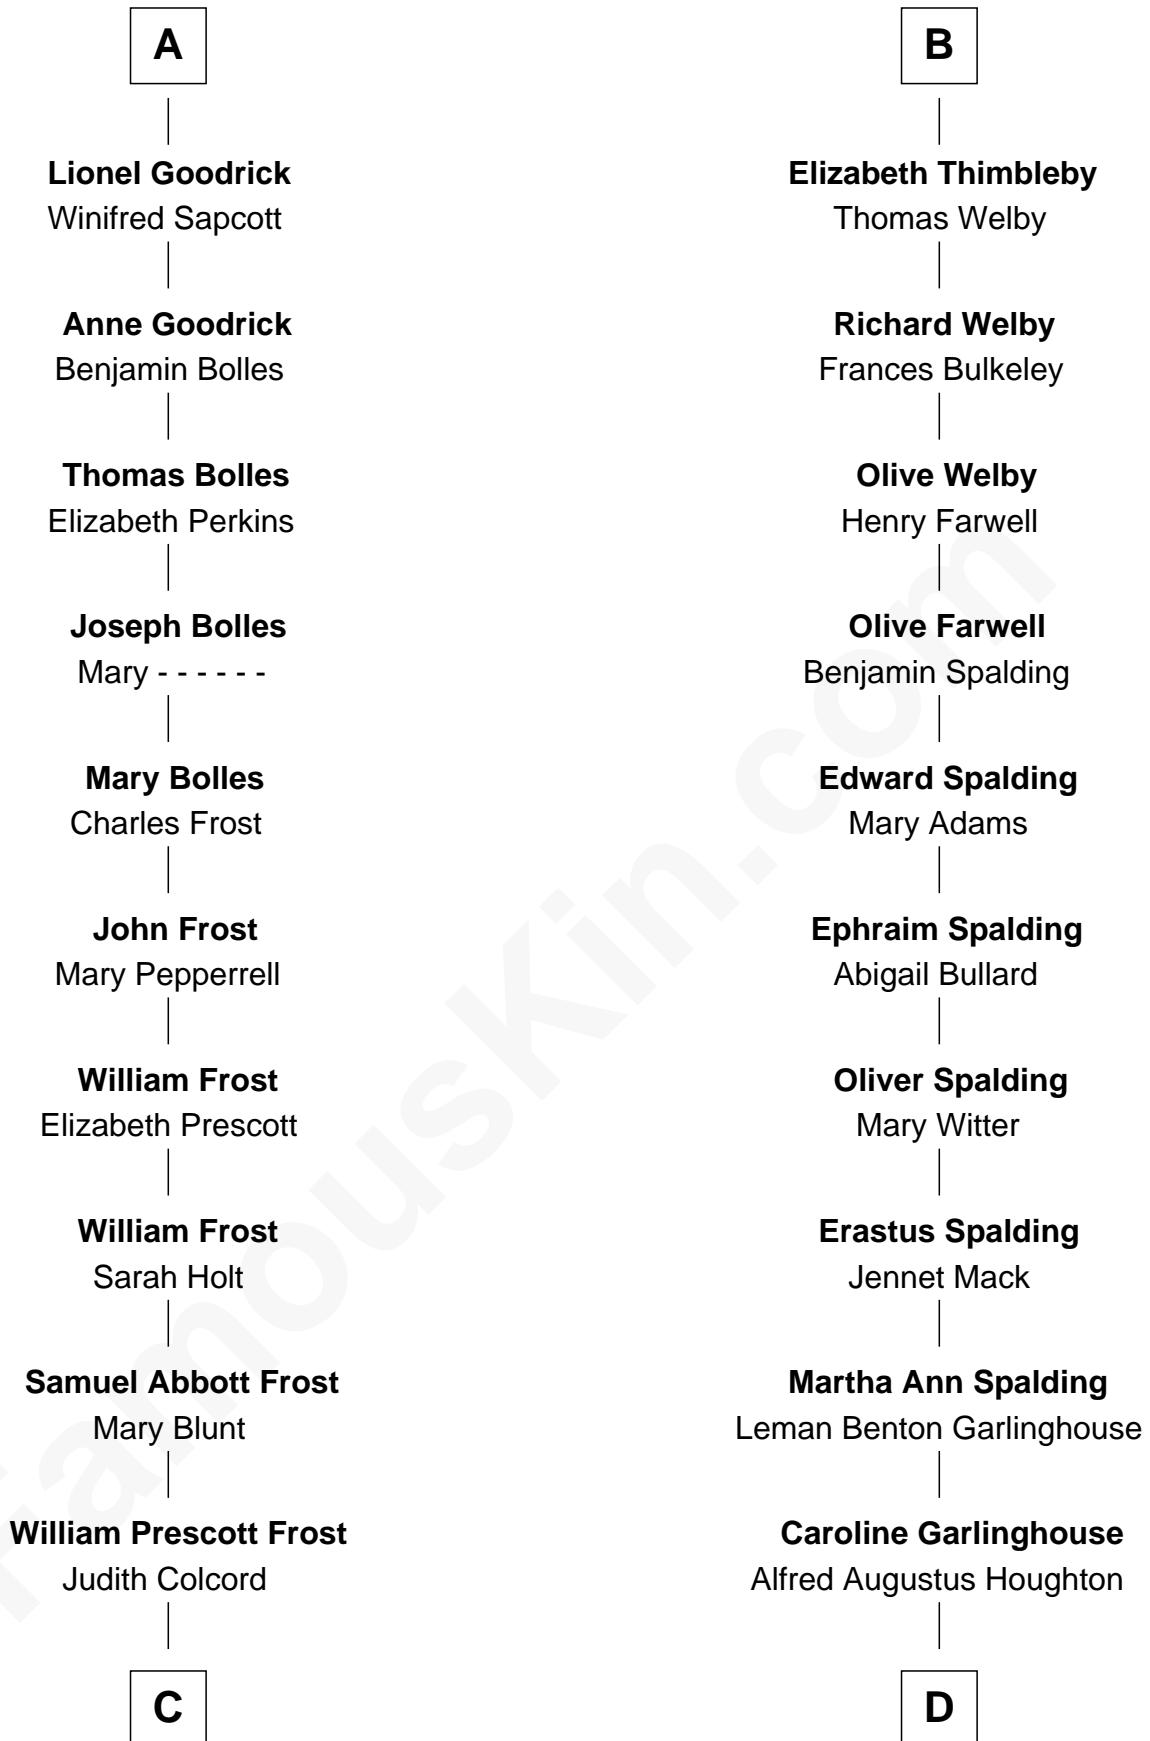 A
Lionel Goodrick
Winifred Sapcott
Anne Goodrick
Benjamin Bolles
Thomas Bolles
Elizabeth Perkins
Joseph Bolles
Mary - - - - - -
Mary Bolles
Charles Frost
John Frost
Mary Pepperrell
William Frost
Elizabeth Prescott
William Frost
Sarah Holt
Samuel Abbott Frost
Mary Blunt
William Prescott Frost
Judith Colcord
C
B
Elizabeth Thimbleby
Thomas Welby
Richard Welby
Frances Bulkeley
Olive Welby
Henry Farwell
Olive Farwell
Benjamin Spalding
Edward Spalding
Mary Adams
Ephraim Spalding
Abigail Bullard
Oliver Spalding
Mary Witter
Erastus Spalding
Jennet Mack
Martha Ann Spalding
Leman Benton Garlinghouse
Caroline Garlinghouse
Alfred Augustus Houghton
D
FamousKin.com